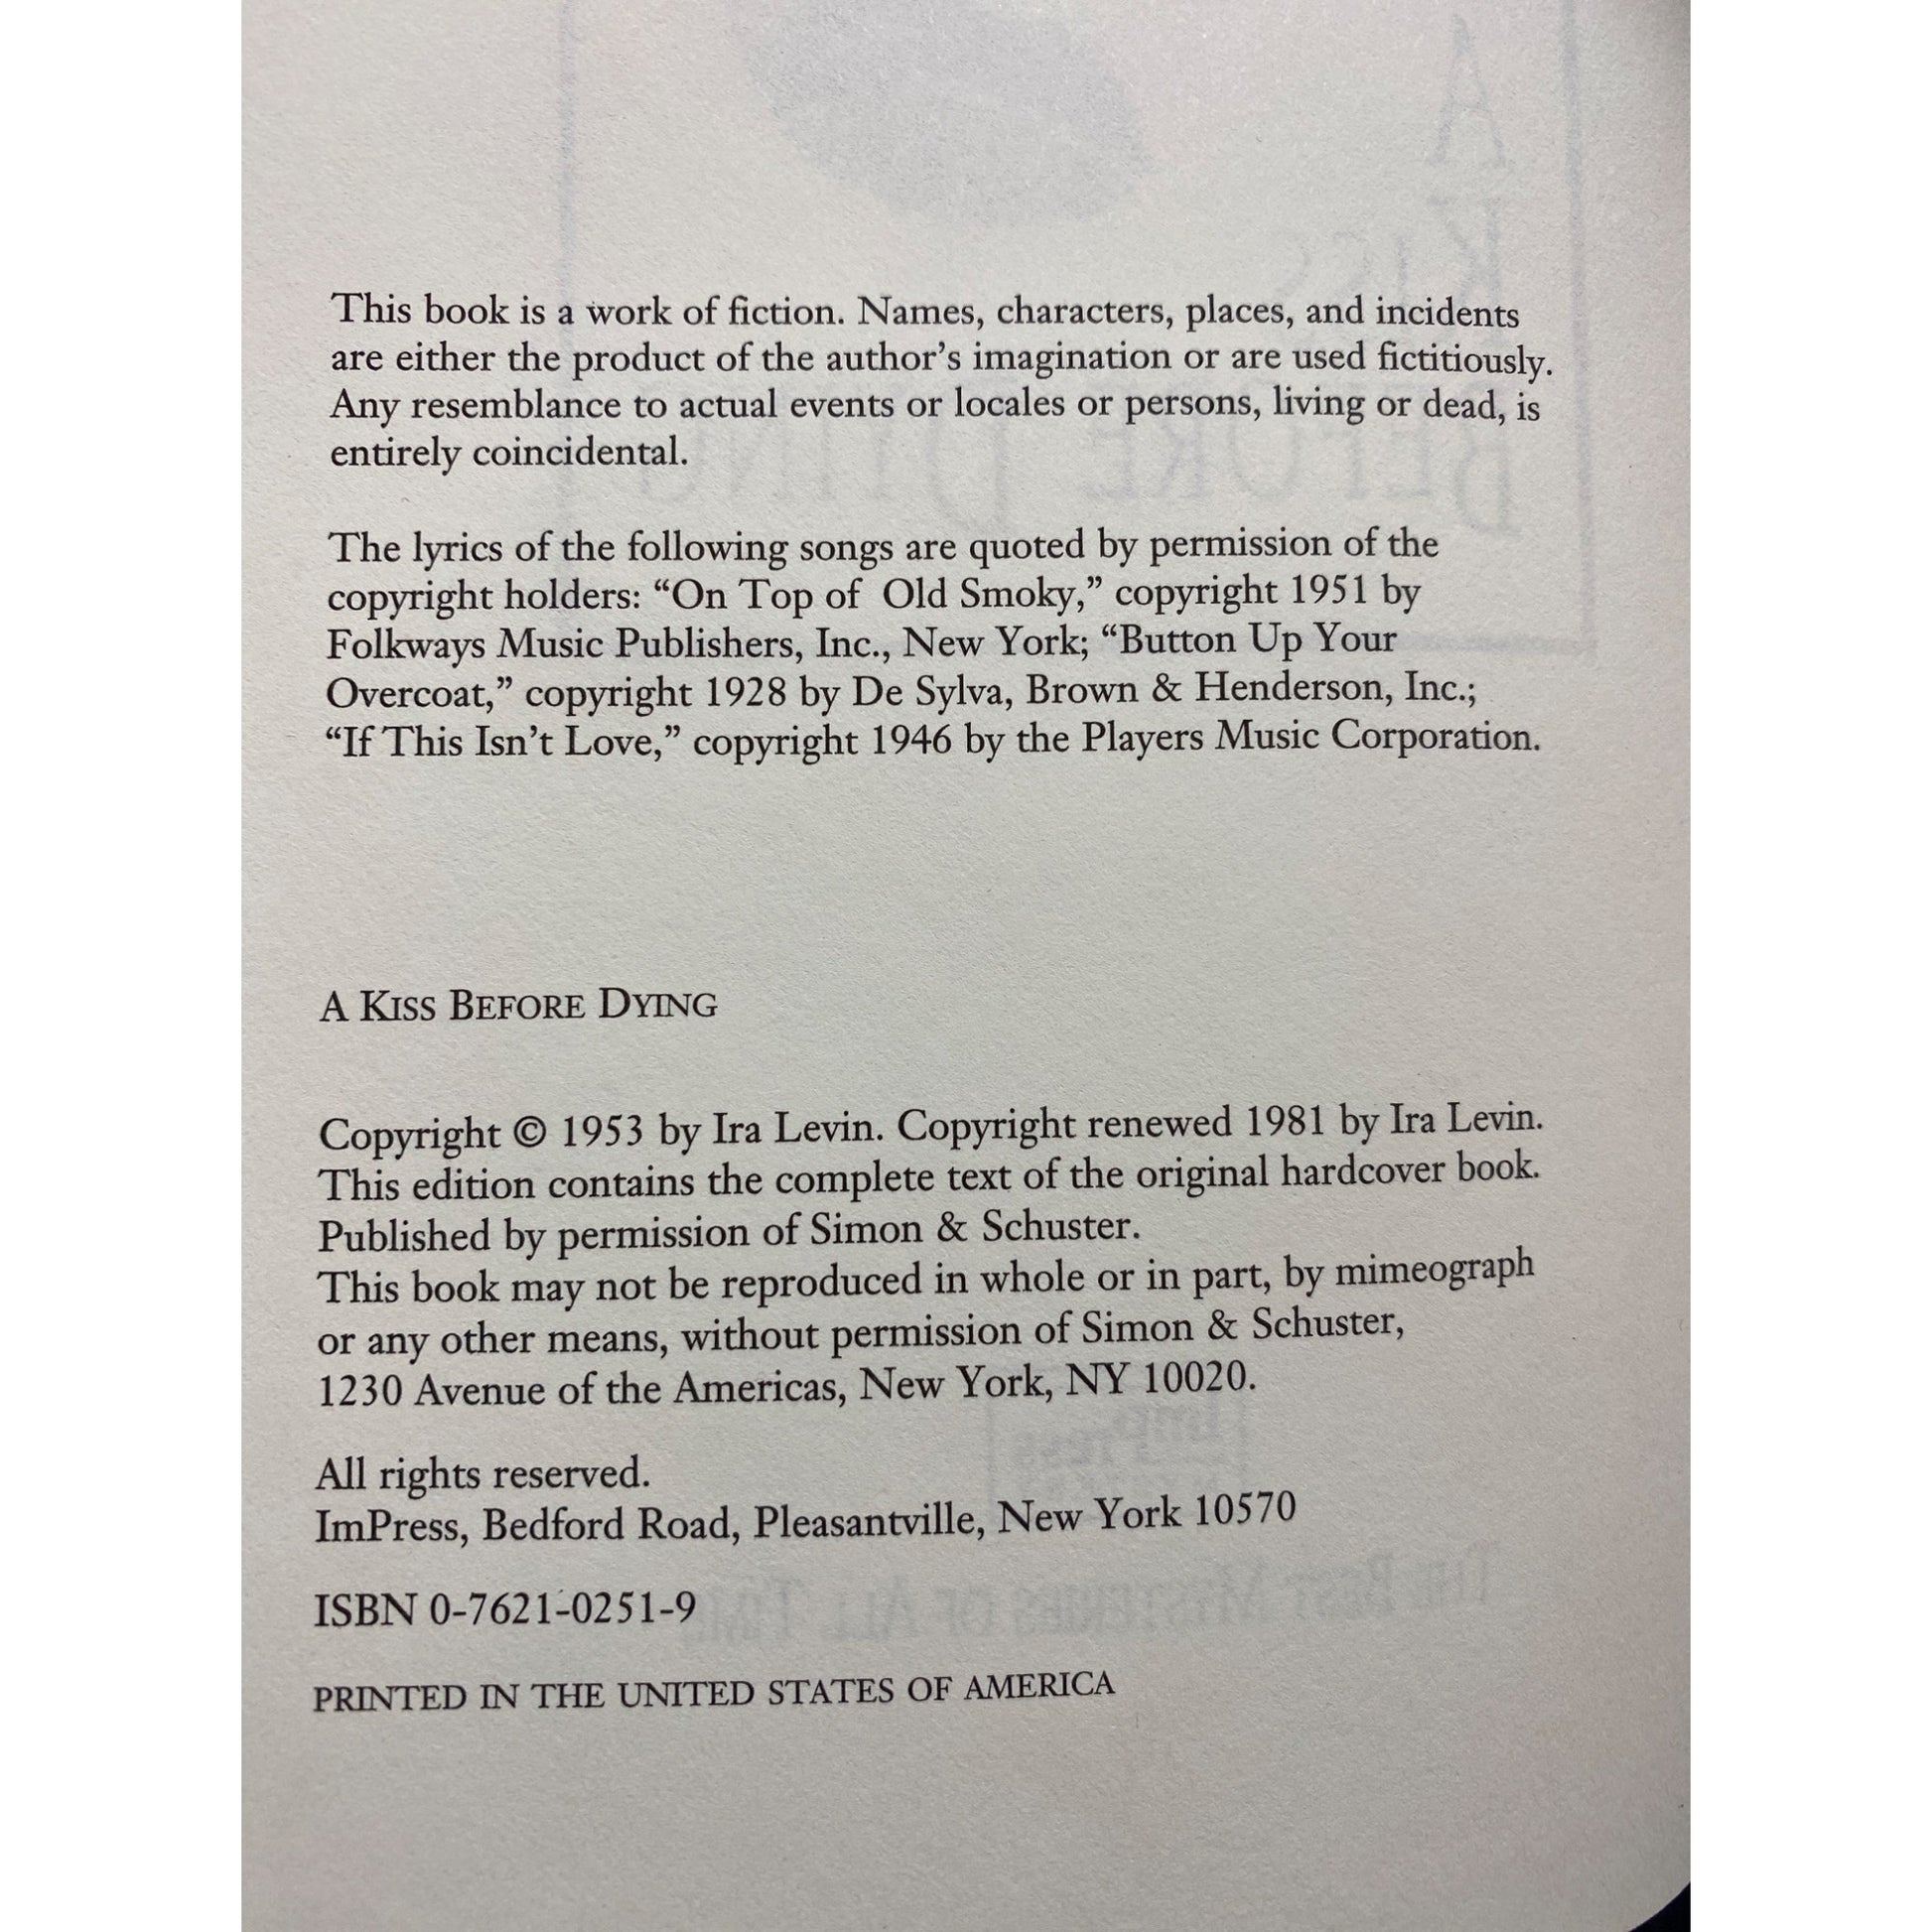 This book is a work of fiction. Names, characters, places, and incidents
are either the product of the author's imagination or are used fictitiously.
Any resemblance to actual events or locales or persons, living or dead, is
entirely coincidental.
The lyrics of the following songs are quoted by permission of the
copyright holders: “On Top of Old Smoky,” copyright 1951 by
Folkways Music Publishers, Inc., New York; “Button Up Your
Overcoat,” copyright 1928 by De Sylva, Brown & Henderson, Inc.;
“If This Isn't Love,” copyright 1946 by the Players Music Corporation.
A KISS BEFORE DYING
Copyright © 1953 by Ira Levin. Copyright renewed 1981 by Ira Levin.
This edition contains the complete text of the original hardcover book.
Published by permission of Simon & Schuster.
This book may not be reproduced in whole or in part, by mimeograph
or any other means, without permission of Simon & Schuster,
1230 Avenue of the Americas, New York, NY 10020.
All rights reserved.
ImPress, Bedford Road, Pleasantville, New York 10570
ISBN 0-7621-0251-9
PRINTED IN THE UNITED STATES OF AMERICA